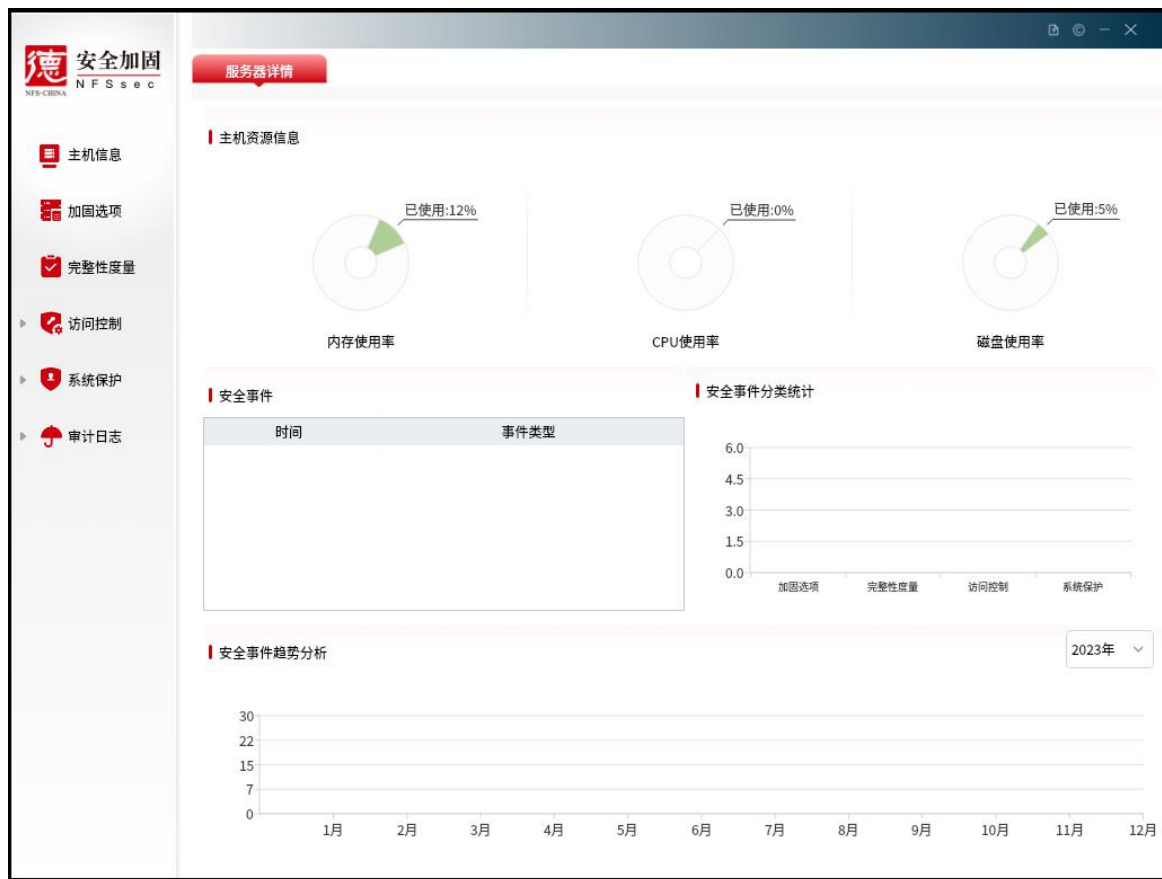 德
NFS-CHINA
安全加固
NFSsec
主机信息
加固选项
完整性度量
访问控制
系统保护
审计日志
服务器详情
主机资源信息
已使用:12%
已使用:0%
已使用:5%
内存使用率
CPU使用率
磁盘使用率
安全事件
时间 事件类型
安全事件分类统计
6.0
4.5
3.0
1.5
0.0
加固选项 完整性度量 访问控制 系统保护
安全事件趋势分析
2023年
30
22
15
7
0
1月 2月 3月 4月 5月 6月 7月 8月 9月 10月 11月 12月